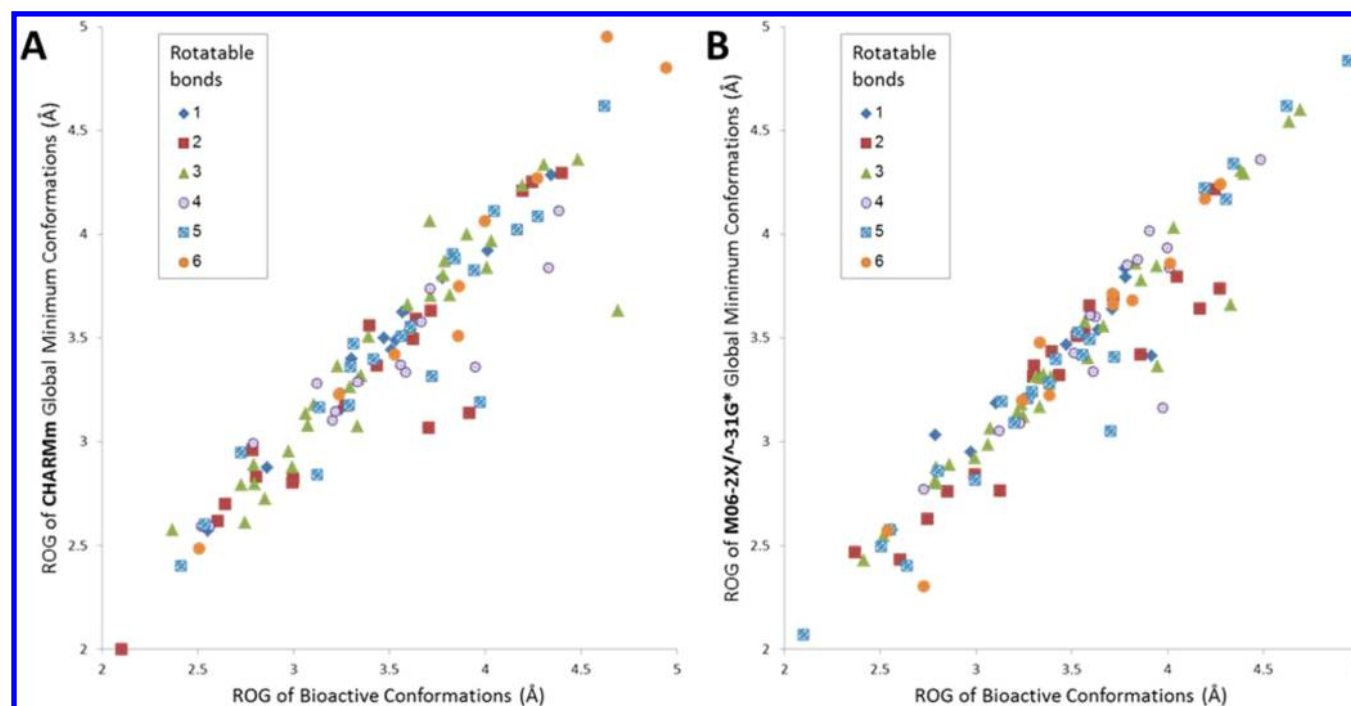 A
Rotatable
bonds
1
2
3
4
5
6
ROG of CHARMm Global Minimum Conformations (Å)
5
4.5
4
3.5
3
2.5
2
2 2.5 3 3.5 4 4.5 5
ROG of Bioactive Conformations (Å)
B
Rotatable
bonds
1
2
3
4
5
6
ROG of M06-2X/^-31G* Global Minimum Conformations (Å)
5
4.5
4
3.5
3
2.5
2
2 2.5 3 3.5 4 4.5
ROG of Bioactive Conformations (Å)